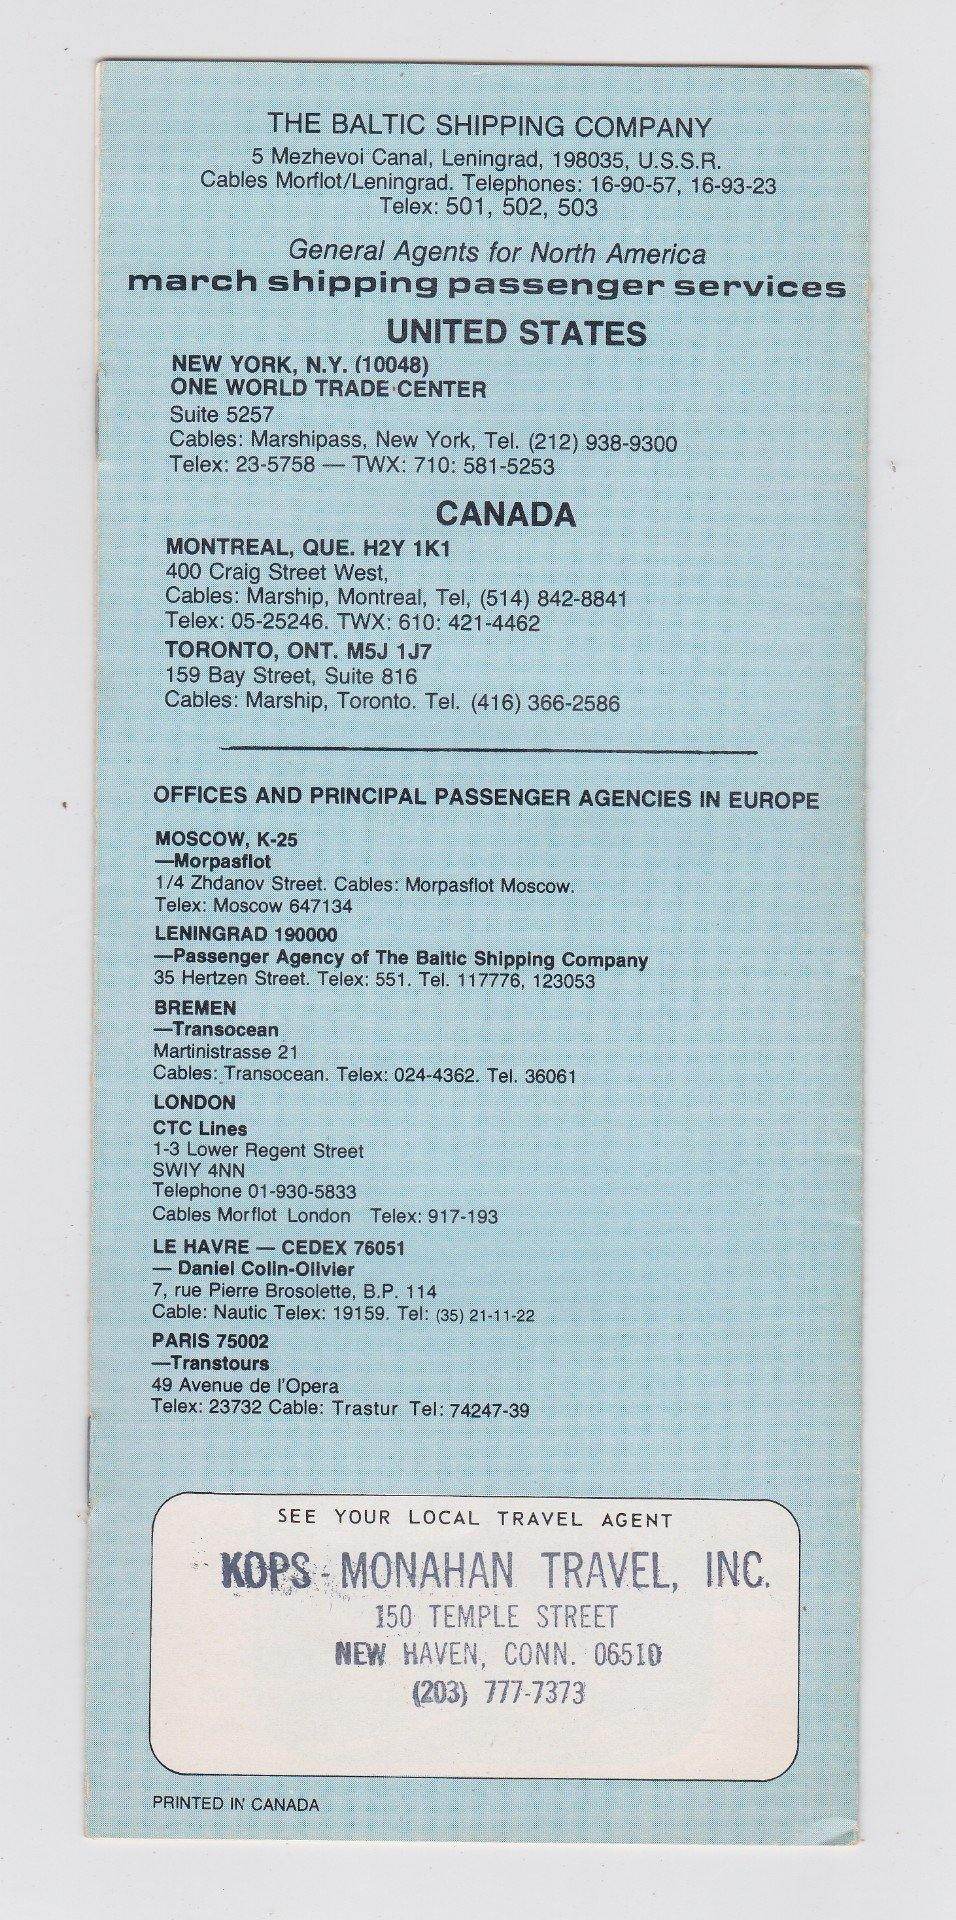 THE BALTIC SHIPPING COMPANY
5 Mezhevoi Canal, Leningrad, 198035, U.S.S.R.
Cables Morflot/Leningrad. Telephones: 16-90-57, 16-93-23
Telex: 501, 502, 503
General Agents for North America
march shipping passenger services
UNITED STATES
NEW YORK, N.Y. (10048)
ONE WORLD TRADE CENTER
Suite 5257
Cables: Marshipass, New York, Tel. (212) 938-9300
Telex: 23-5758 — TWX: 710: 581-5253
CANADA
MONTREAL, QUE. H2Y 1K1
400 Craig Street West,
Cables: Marship, Montreal, Tel, (514) 842-8841
Telex: 05-25246. TWX: 610: 421-4462
TORONTO, ONT. M5J 1J7
159 Bay Street, Suite 816
Cables: Marship, Toronto. Tel. (416) 366-2586
OFFICES AND PRINCIPAL PASSENGER AGENCIES IN EUROPE
MOSCOW, K-25
—Morpasflot
1/4 Zhdanov Street. Cables: Morpasflot Moscow.
Telex: Moscow 647134
LENINGRAD 190000
—Passenger Agency of The Baltic Shipping Company
35 Hertzen Street. Telex: 551. Tel. 117776, 123053
BREMEN
—Transocean
Martinistrasse 21
Cables: Transocean. Telex: 024-4362. Tel. 36061
LONDON
CTC Lines
1-3 Lower Regent Street
SWIY 4NN
Telephone 01-930-5833
Cables Morflot London Telex: 917-193
LE HAVRE — CEDEX 76051
— Daniel Colin-Olivier
7, rue Pierre Brosolette, B.P. 114
Cable: Nautic Telex: 19159. Tel: (35) 21-11-22
PARIS 75002
—Transtours
49 Avenue de l'Opera
Telex: 23732 Cable: Trastur Tel: 74247-39
SEE YOUR LOCAL TRAVEL AGENT
KOPS - MONAHAN TRAVEL, INC.
150 TEMPLE STREET
NEW HAVEN, CONN. 06510
(203) 777-7373
PRINTED IN CANADA